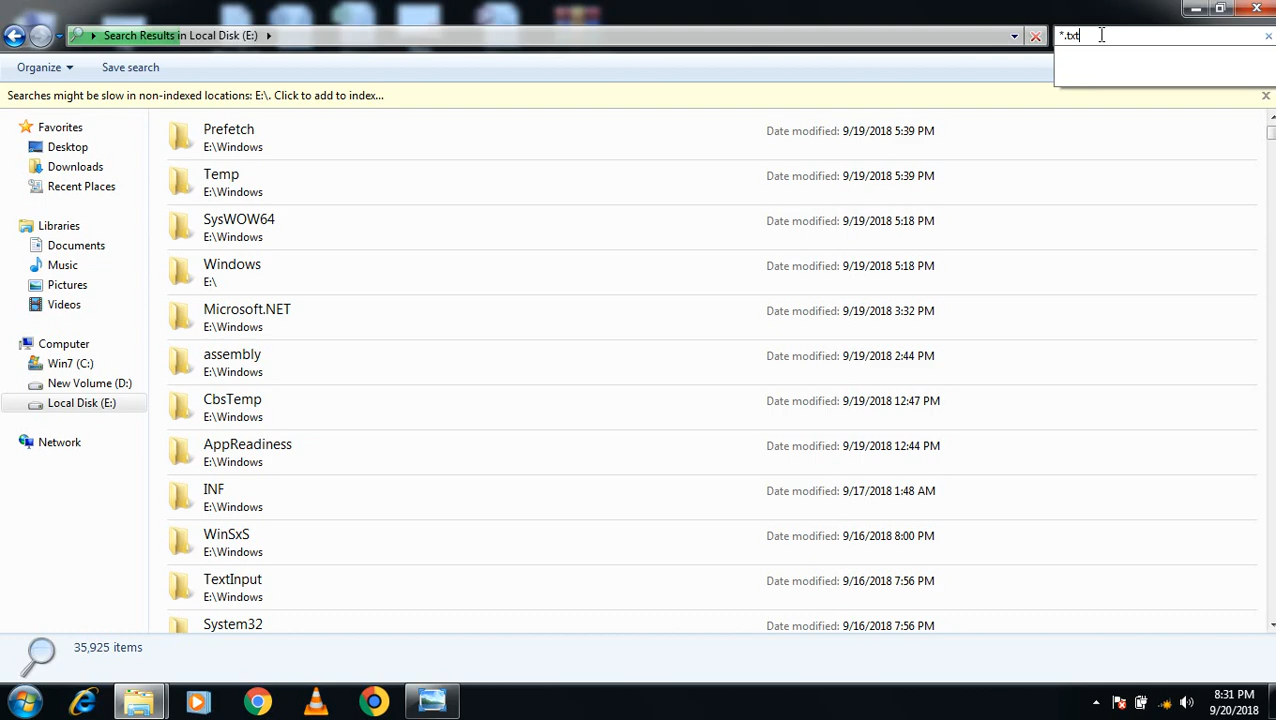 Search Results in Local Disk (E:)
*.txt
Organize
Save search
Searches might be slow in non-indexed locations: E:\. Click to add to index...
Favorites
Desktop
Downloads
Recent Places
Libraries
Documents
Music
Pictures
Videos
Computer
Win7 (C:)
New Volume (D:)
Local Disk (E:)
Network
Prefetch
E:\Windows
Date modified: 9/19/2018 5:39 PM
Temp
E:\Windows
Date modified: 9/19/2018 5:39 PM
SysWOW64
E:\Windows
Date modified: 9/19/2018 5:18 PM
Windows
E:\
Date modified: 9/19/2018 5:18 PM
Microsoft.NET
E:\Windows
Date modified: 9/19/2018 3:32 PM
assembly
E:\Windows
Date modified: 9/19/2018 2:44 PM
CbsTemp
E:\Windows
Date modified: 9/19/2018 12:47 PM
AppReadiness
E:\Windows
Date modified: 9/19/2018 12:44 PM
INF
E:\Windows
Date modified: 9/17/2018 1:48 AM
WinSxS
E:\Windows
Date modified: 9/16/2018 8:00 PM
TextInput
E:\Windows
Date modified: 9/16/2018 7:56 PM
System32
Date modified: 9/16/2018 7:56 PM
35,925 items
8:31 PM
9/20/2018